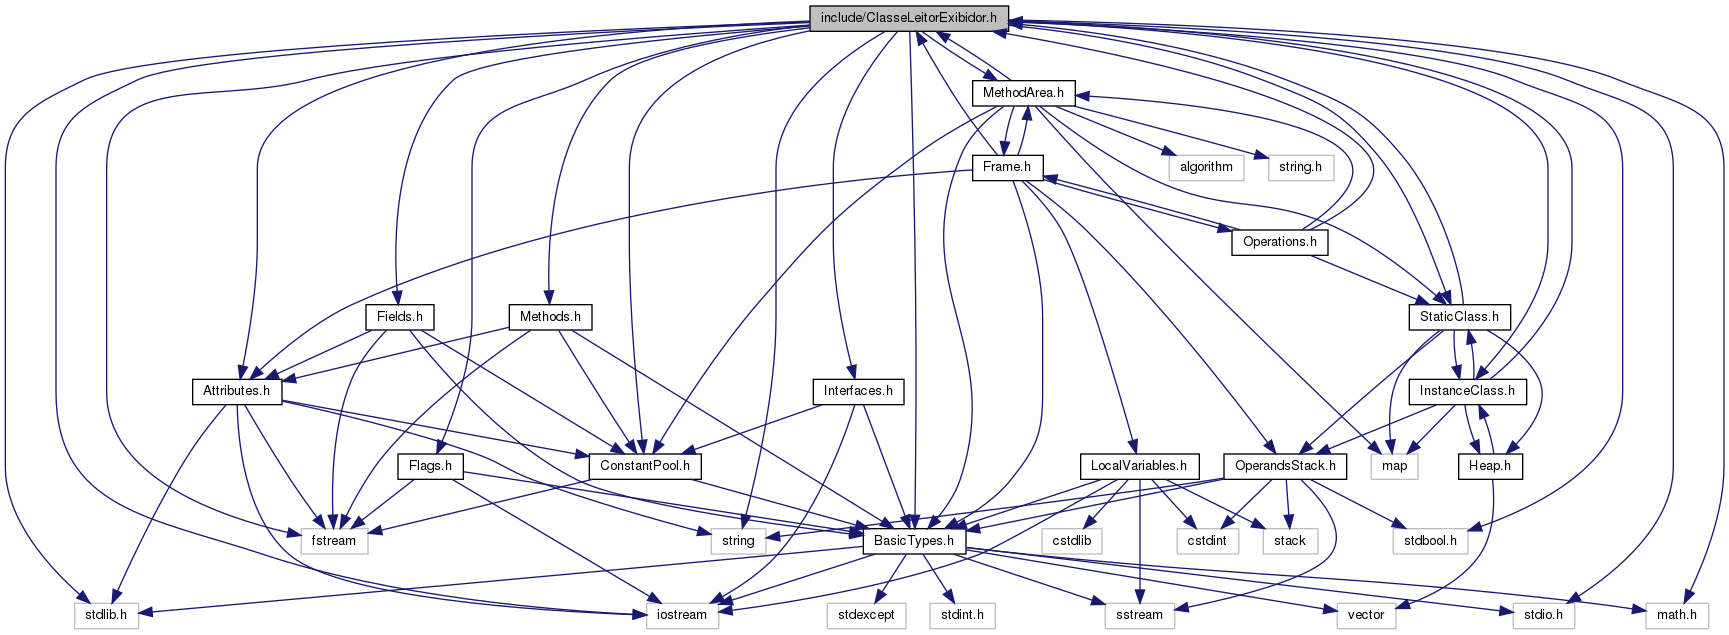 include/ClasseLeitorExibidor.h
MethodArea.h
Frame.h
algorithm
string.h
Operations.h
Fields.h
Methods.h
StaticClass.h
Attributes.h
Interfaces.h
InstanceClass.h
Flags.h
ConstantPool.h
LocalVariables.h
OperandsStack.h
map
Heap.h
fstream
string
BasicTypes.h
cstdlib
cstdint
stack
stdbool.h
stdlib.h
iostream
stdexcept
stdint.h
sstream
vector
stdio.h
math.h